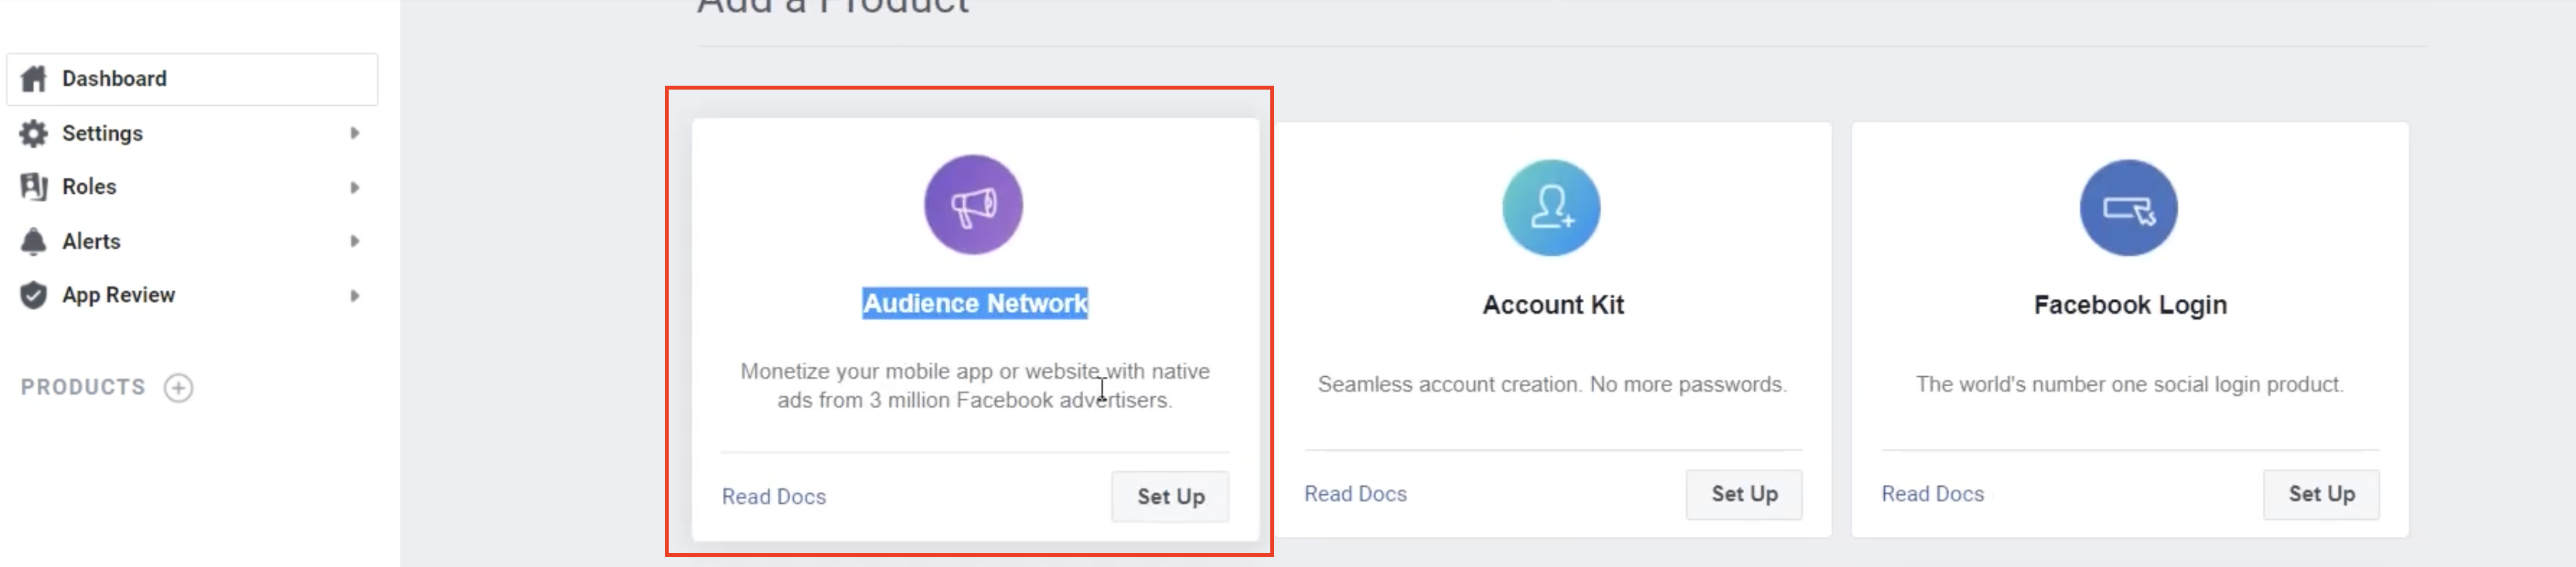 Add a Product
Dashboard
Settings
Roles
Alerts
App Review
PRODUCTS
Audience Network
Monetize your mobile app or website with native
ads from 3 million Facebook advertisers.
Read Docs
Set Up
Account Kit
Seamless account creation. No more passwords.
Read Docs
Set Up
Facebook Login
The world's number one social login product.
Read Docs
Set Up